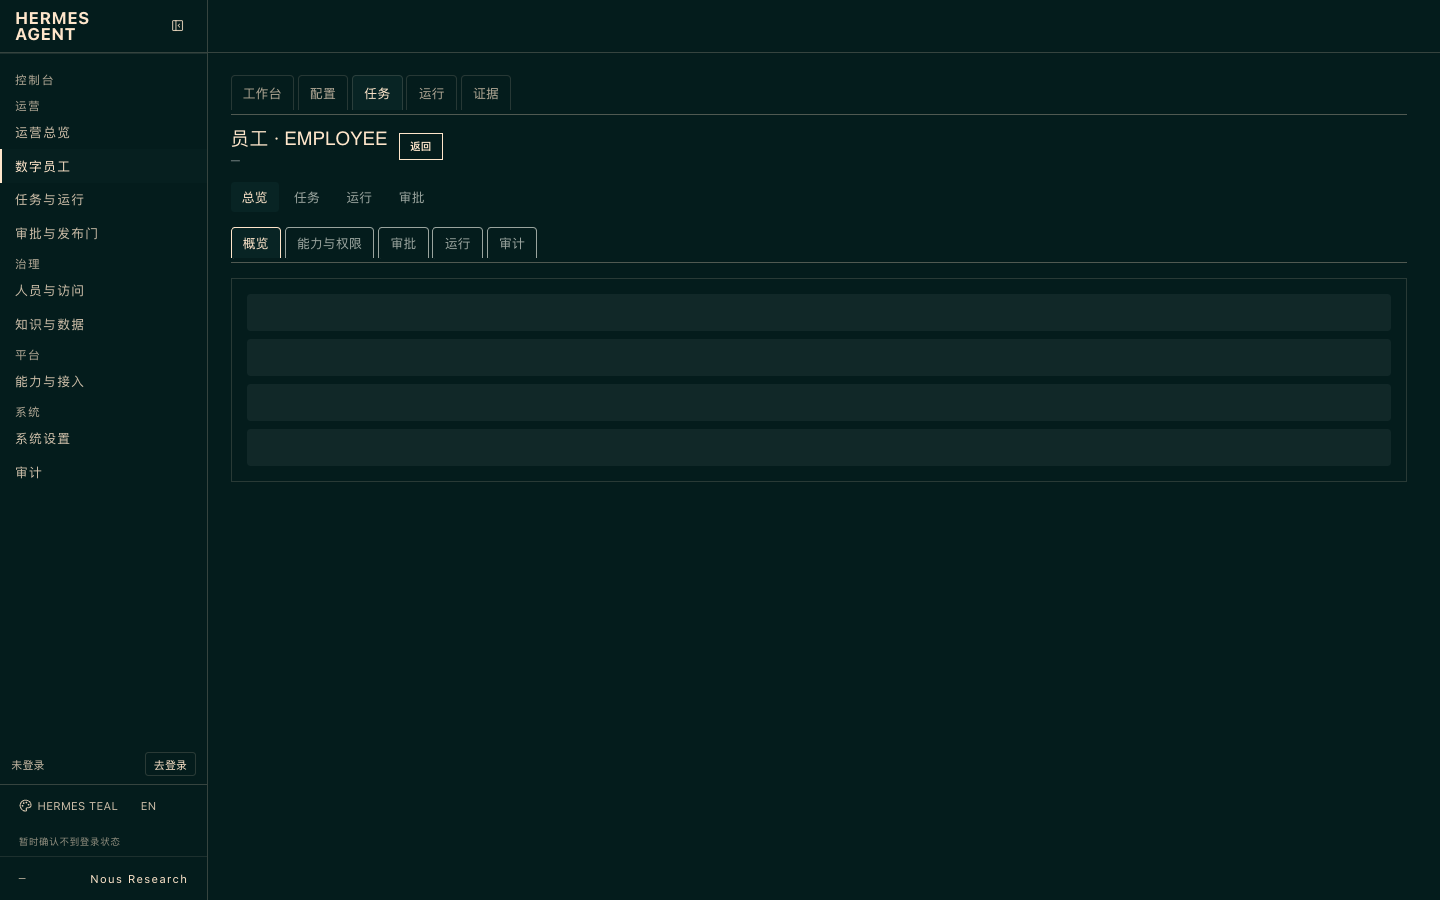 HERMES
AGENT
控制台
运营
运营总览
数字员工
任务与运行
审批与发布门
治理
人员与访问
知识与数据
平台
能力与接入
系统
系统设置
审计
未登录 去登录
HERMES TEAL EN
暂时确认不到登录状态
— Nous Research
工作台 配置 任务 运行 证据
员工 · EMPLOYEE 返回
—
总览 任务 运行 审批
概览 能力与权限 审批 运行 审计